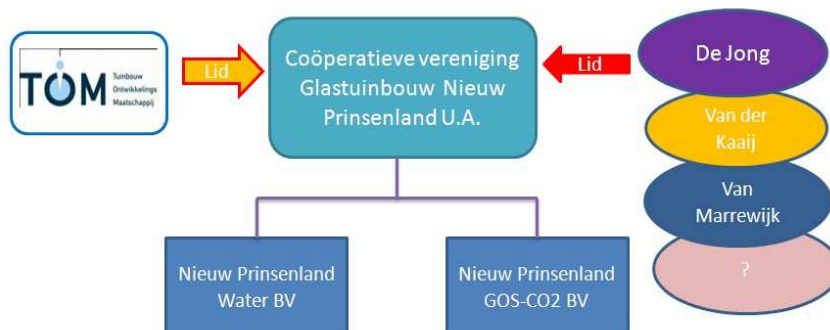 TOM
Tuinbouw
Ontwikkelings
Maatschappij
Lid
Coöperatieve vereniging
Glastuinbouw Nieuw
Prinsenland U.A.
Lid
De Jong
Van der
Kaaij
Van
Marrewijk
?
Nieuw Prinsenland
Water BV
Nieuw Prinsenland
GOS-CO2 BV